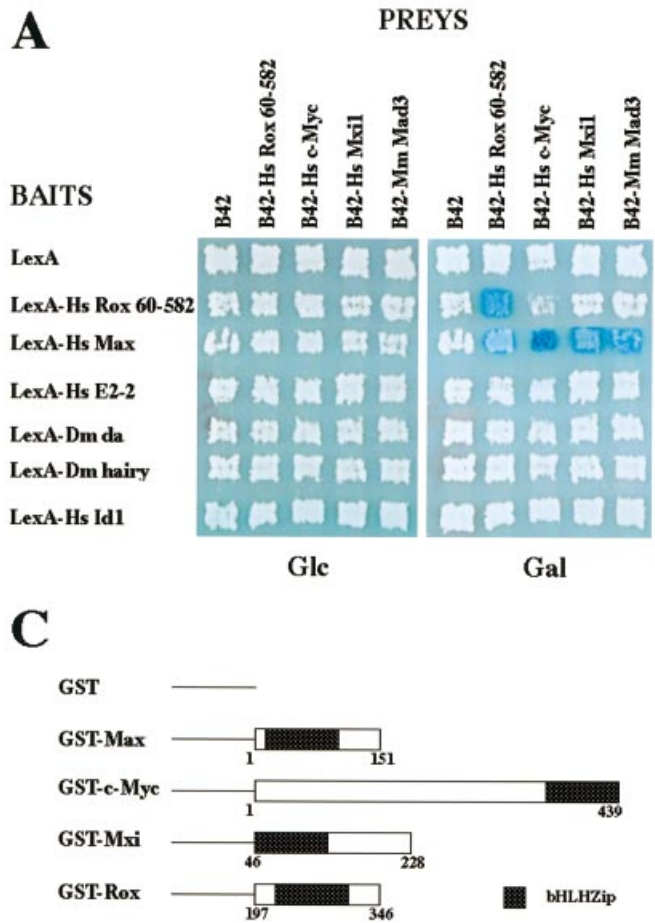 A
PREYS
BAITS
B42
B42-Hs Rox 60-582
B42-Hs c-Myc
B42-Hs Mxi1
B42-Mm Mad3
B42
B42-Hs Rox 60-582
B42-Hs c-Myc
B42-Hs Mxi1
B42-Mm Mad3
LexA
LexA-Hs Rox 60-582
LexA-Hs Max
LexA-Hs E2-2
LexA-Dm da
LexA-Dm hairy
LexA-Hs Id1
Glc
Gal
C
GST
GST-Max
1
151
GST-c-Myc
1
439
GST-Mxi
46
228
GST-Rox
197
346
bHLHZip